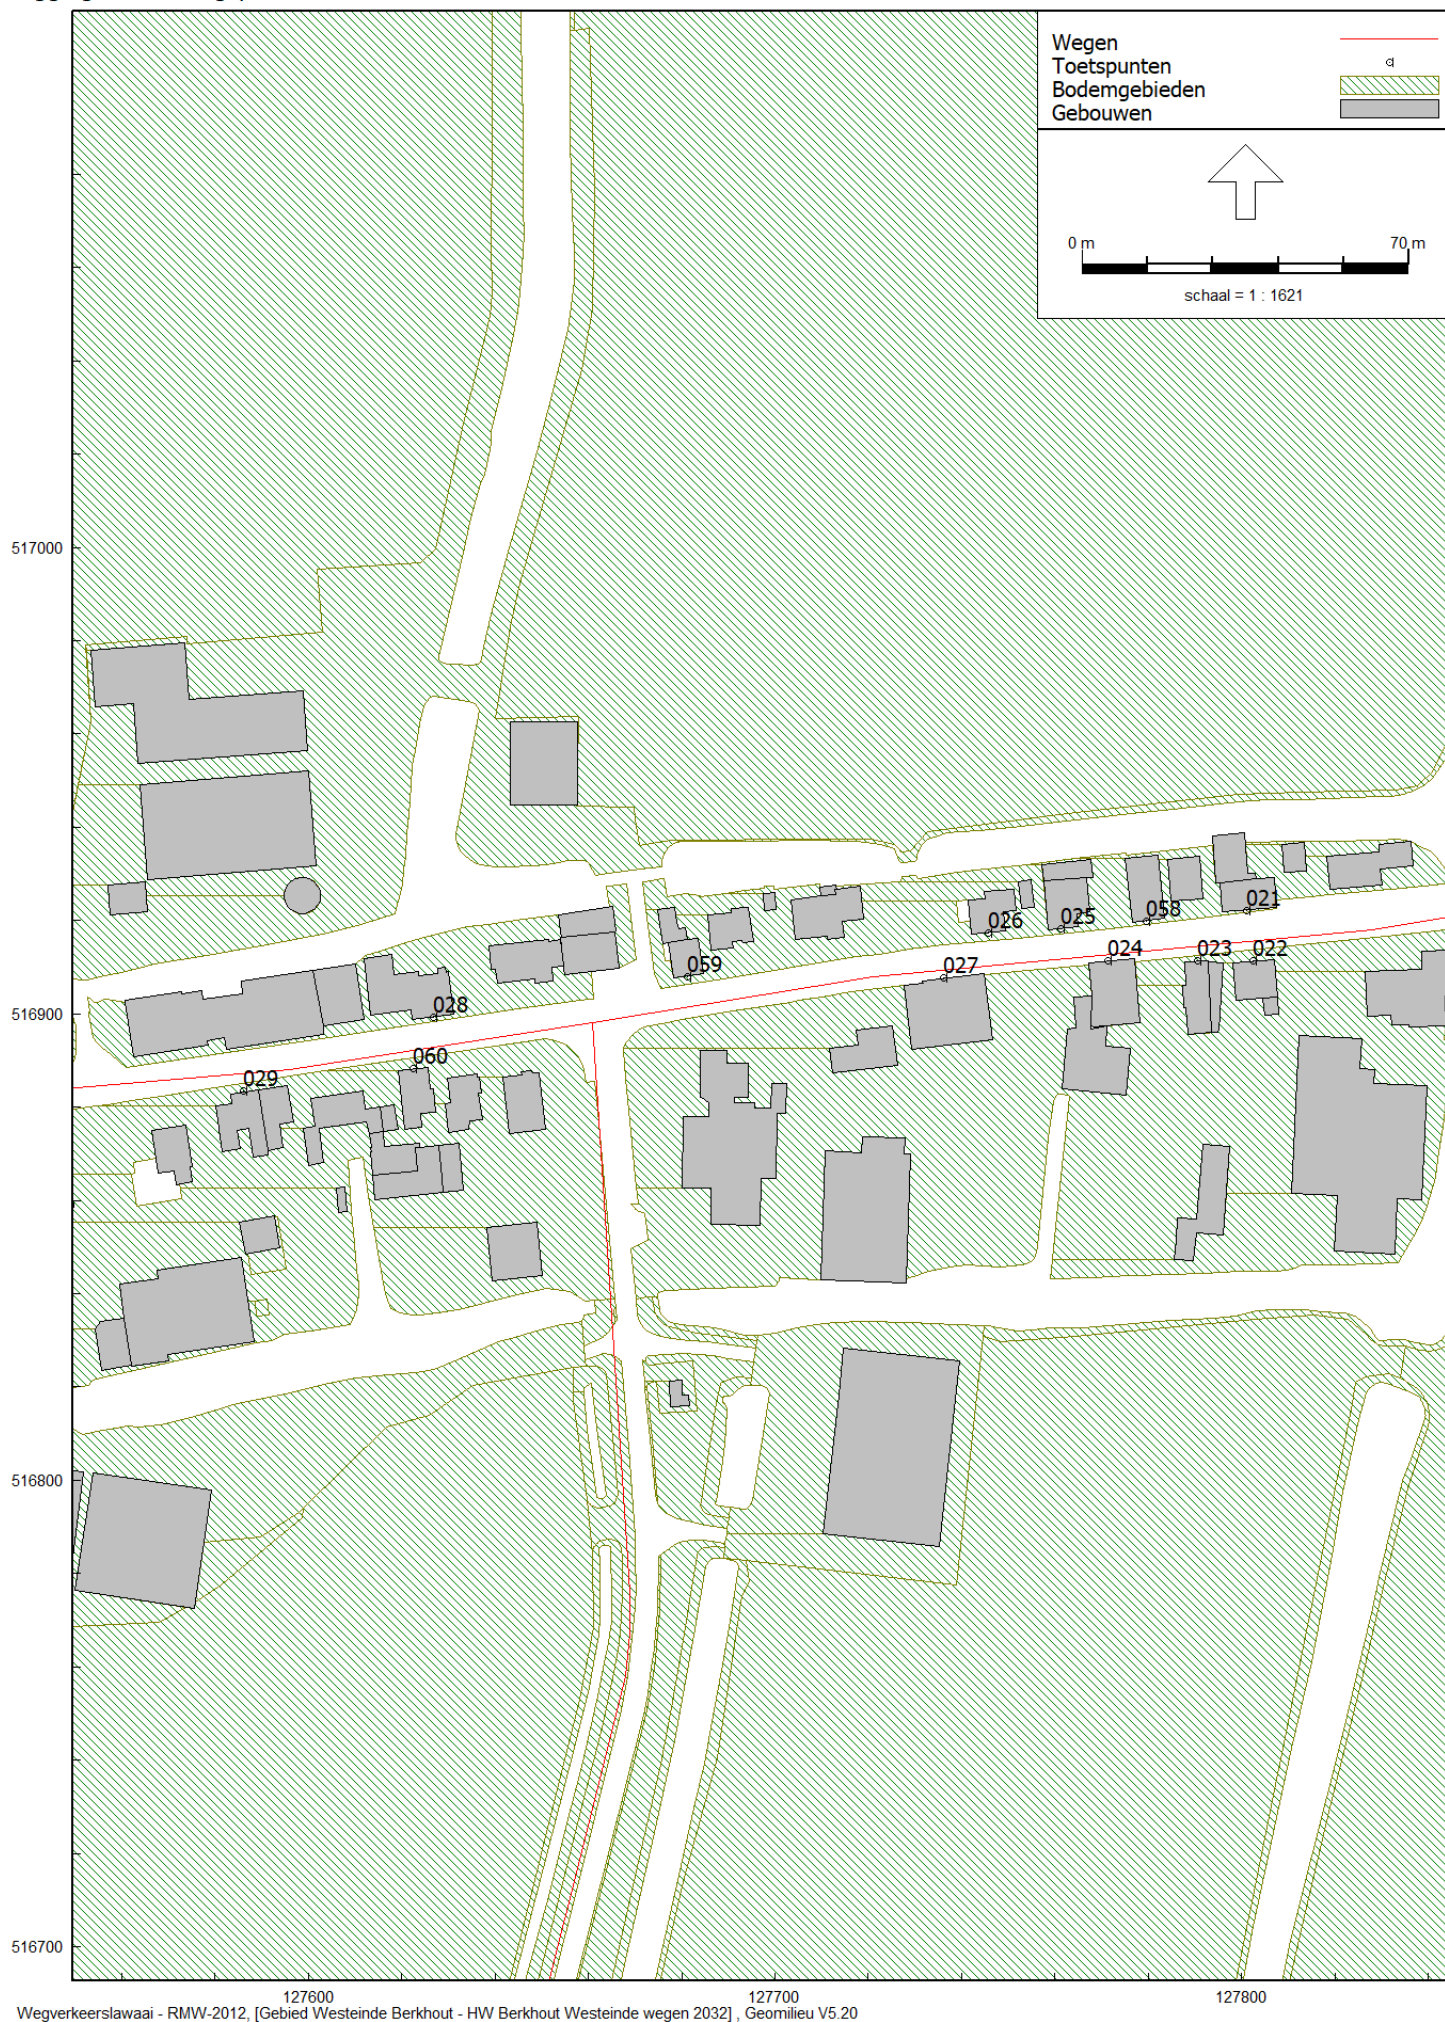 Wegen
Toetspunten
Bodemgebieden
Gebouwen
0 m 70 m
schaal = 1 : 1621
517000
021
058
026 025
024 023 022
059
027
516900
028
060
029
516800
516700
127600 127700 127800
Wegverkeerslawaai - RMW-2012, [Gebied Westeinde Berkhout - HW Berkhout Westeinde wegen 2032] , Geomilieu V5.20